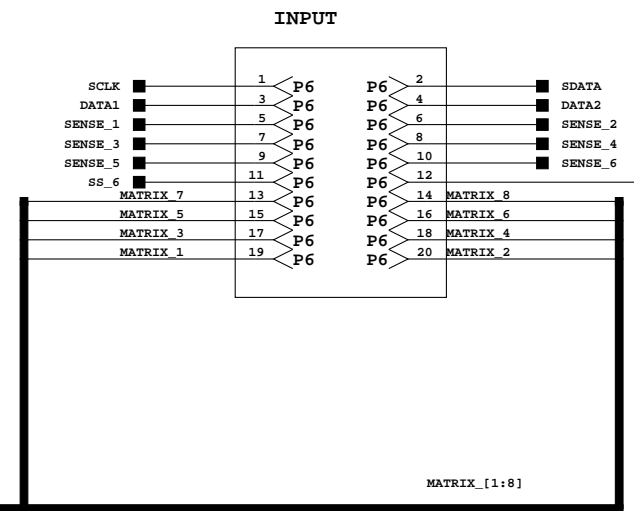 INPUT
SCLK 1 P6 P6 2 SDATA
DATA1 3 P6 P6 4 DATA2
SENSE_1 5 P6 P6 6 SENSE_2
SENSE_3 7 P6 P6 8 SENSE_4
SENSE_5 9 P6 P6 10 SENSE_6
SS_6 11 P6 P6 12
MATRIX_7 13 P6 P6 14 MATRIX_8
MATRIX_5 15 P6 P6 16 MATRIX_6
MATRIX_3 17 P6 P6 18 MATRIX_4
MATRIX_1 19 P6 P6 20 MATRIX_2
MATRIX_[1:8]